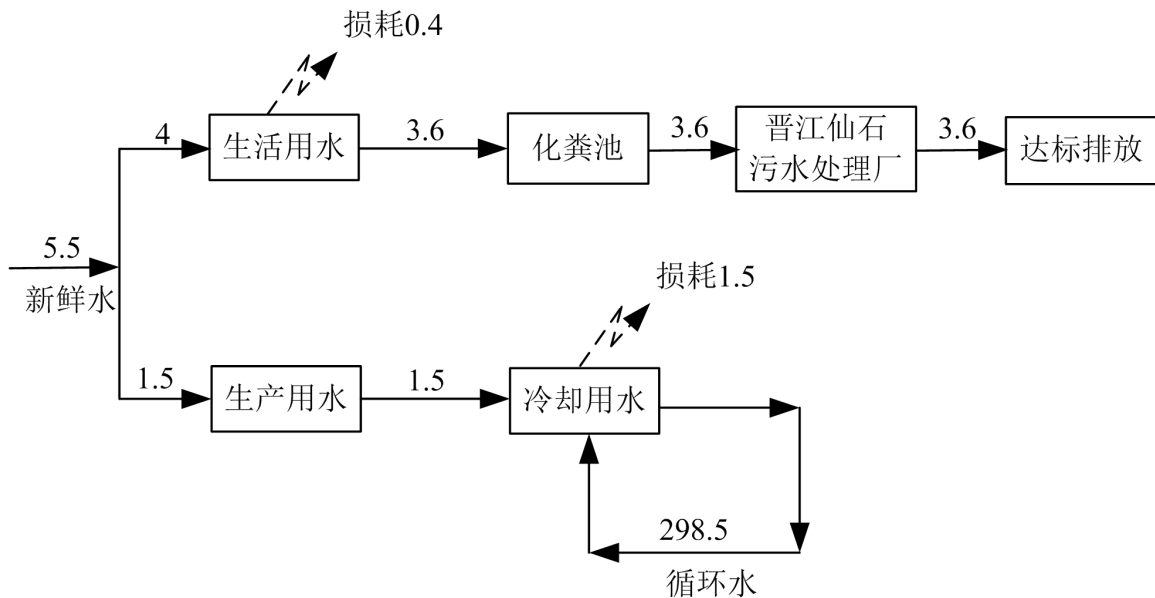 损耗0.4
4
生活用水
3.6
化粪池
3.6
晋江仙石
污水处理厂
3.6
达标排放
5.5
新鲜水
损耗1.5
1.5
生产用水
1.5
冷却用水
298.5
循环水